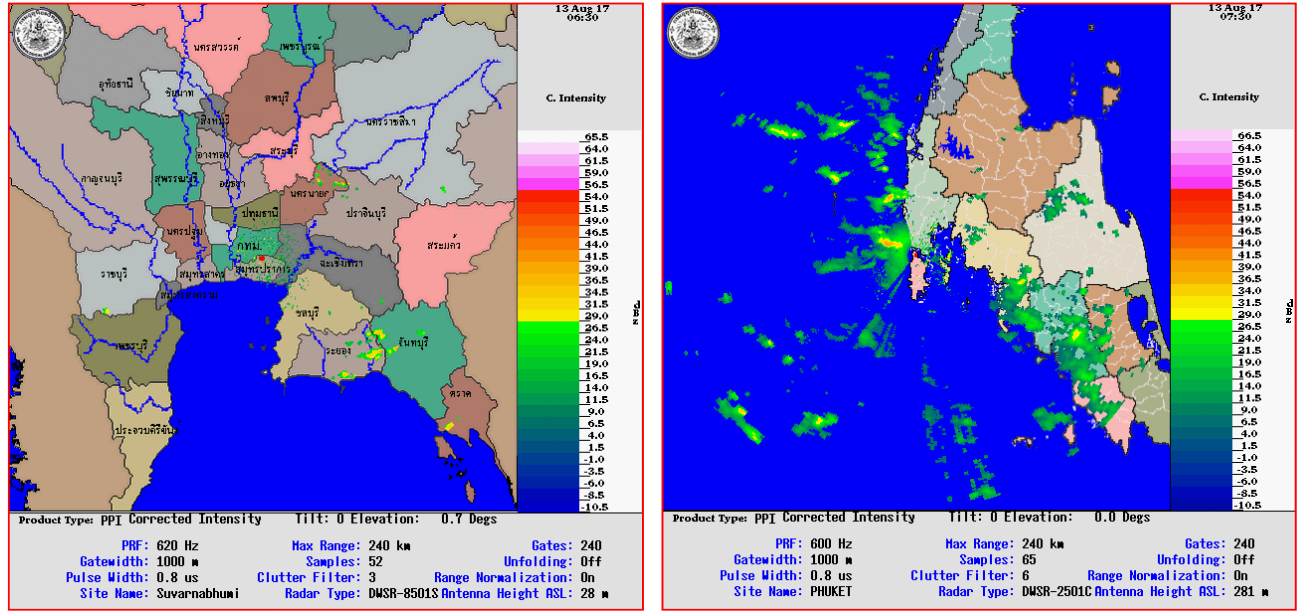 13 Aug 17
06:30
C. Intensity
65.5
64.0
61.5
59.0
56.5
54.0
51.5
49.0
46.5
44.0
41.5
39.0
36.5
34.0
31.5
29.0
26.5
24.0
21.5
19.0
16.5
14.0
11.5
9.0
6.5
4.0
1.5
-1.0
-3.5
-6.0
-8.5
-10.5
dBz
นครสวรรค์
เพชรบูรณ์
อุทัยธานี
ชัยนาท
ลพบุรี
สิงห์บุรี
นครราชสีมา
อ่างทอง
สระบุรี
กาญจนบุรี
สุพรรณบุรี
อยุธยา
นครนายก
ปราจีนบุรี
ปทุมธานี
นครปฐม
กทม.
สระแก้ว
ราชบุรี
สมุทรสาคร
สมุทรปราการ
ฉะเชิงเทรา
สมุทรสงคราม
ชลบุรี
เพชรบุรี
ระยอง
จันทบุรี
ตราด
ประจวบคีรีขันธ์
Product Type: PPI Corrected Intensity Tilt: 0 Elevation: 0.7 Degs
PRF: 620 Hz Max Range: 240 km Gates: 240
Gatewidth: 1000 m Samples: 52 Unfolding: Off
Pulse Width: 0.8 us Clutter Filter: 3 Range Normalization: On
Site Name: Suvarnabhumi Radar Type: DWSR-8501S Antenna Height ASL: 28 m
13 Aug 17
07:30
C. Intensity
66.5
64.0
61.5
59.0
56.5
54.0
51.5
49.0
46.5
44.0
41.5
39.0
36.5
34.0
31.5
29.0
26.5
24.0
21.5
19.0
16.5
14.0
11.5
9.0
6.5
4.0
1.5
-1.0
-3.5
-6.0
-8.5
-10.5
dBz
Product Type: PPI Corrected Intensity Tilt: 0 Elevation: 0.0 Degs
PRF: 600 Hz Max Range: 240 km Gates: 240
Gatewidth: 1000 m Samples: 65 Unfolding: Off
Pulse Width: 0.8 us Clutter Filter: 6 Range Normalization: On
Site Name: PHUKET Radar Type: DWSR-2501C Antenna Height ASL: 281 m